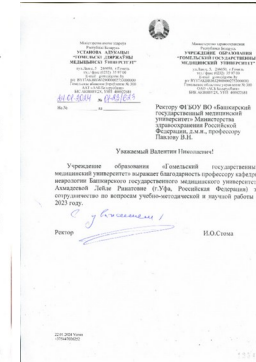 УСТАНОВА АДУКАЦЫІ
"ГОМЕЛЬСКІ ДЗЯРЖАЎНЫ
МЕДЫЦЫНСКІ УНІВЕРСІТЭТ"
УЧРЕЖДЕНИЕ ОБРАЗОВАНИЯ
"ГОМЕЛЬСКИЙ ГОСУДАРСТВЕННЫЙ
МЕДИЦИНСКИЙ УНИВЕРСИТЕТ"
Ректору ФГБОУ ВО «Башкирский
государственный медицинский
университет» Министерства
здравоохранения Российской
Федерации, д.м.н., профессору
Павлову В.Н.
Уважаемый Валентин Николаевич!
Учреждение образования «Гомельский государственны
медицинский университет» выражает благодарность профессору кафедры
неврологии Башкирского государственного медицинского университета
Ахмадеевой Лейле Ринатовне (г.Уфа, Российская Федерация) з
сотрудничество по вопросам учебно-методической и научной работы
2023 году.
С уважением!
Ректор И.О.Стома